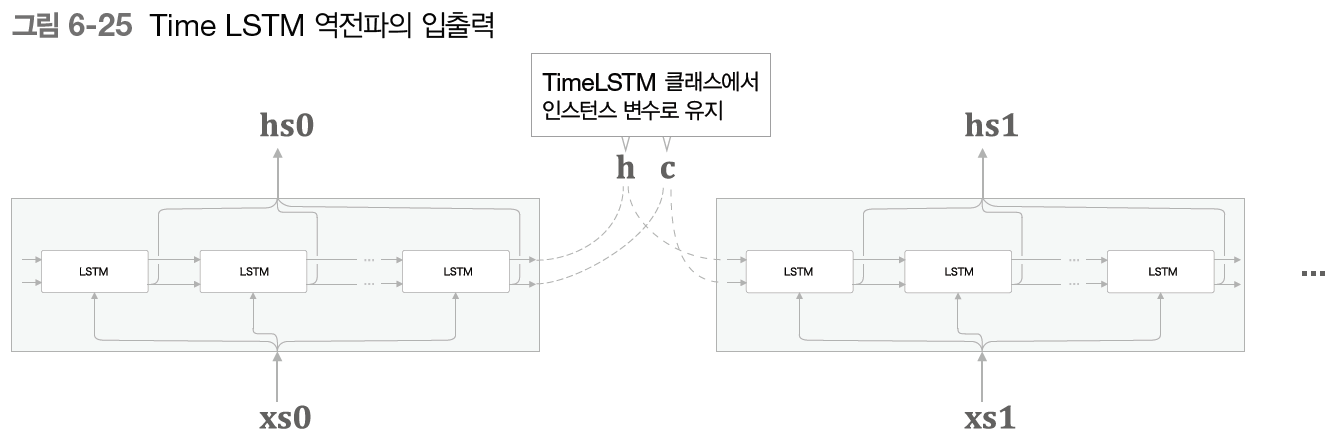 그림 6-25 Time LSTM 역전파의 입출력
TimeLSTM 클래스에서
인스턴스 변수로 유지
hs0
h c
hs1
LSTM LSTM ... LSTM
LSTM LSTM ... LSTM
...
xs0
xs1